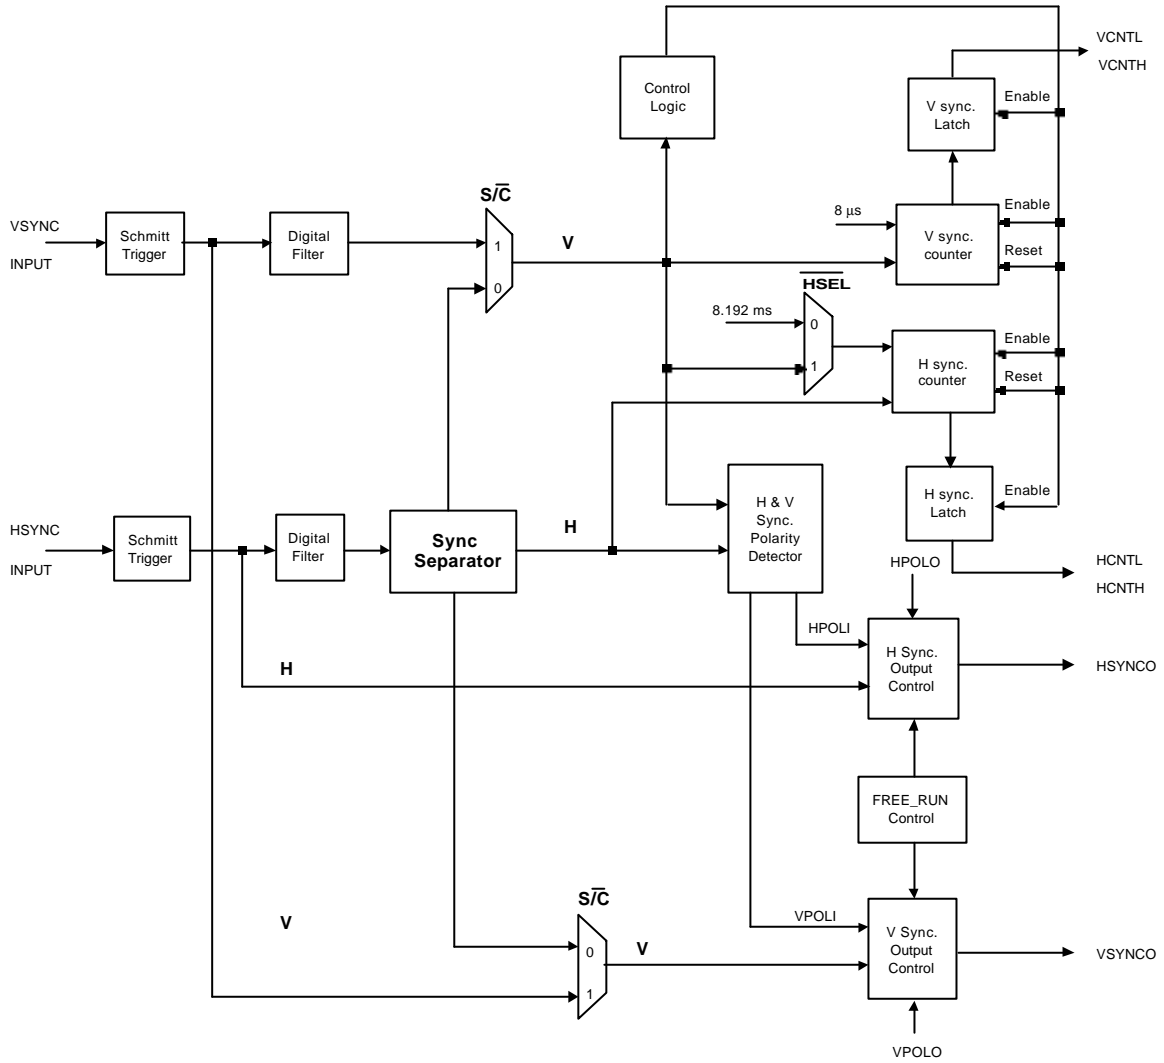 VCNTL
VCNTH
Control
Logic
V sync.
Latch
Enable
S/C̅
VSYNC
INPUT
Schmitt
Trigger
Digital
Filter
1
0
V
8 µs
V sync.
counter
Enable
Reset
H̅S̅E̅L̅
8.192 ms
0
1
H sync.
counter
Enable
Reset
H sync.
Latch
Enable
HSYNC
INPUT
Schmitt
Trigger
Digital
Filter
Sync
Separator
H
H & V
Sync.
Polarity
Detector
HPOLO
HCNTL
HCNTH
HPOLI
H
H Sync.
Output
Control
HSYNCO
FREE_RUN
Control
S/C̅
V
0
1
V
VPOLI
V Sync.
Output
Control
VSYNCO
VPOLO